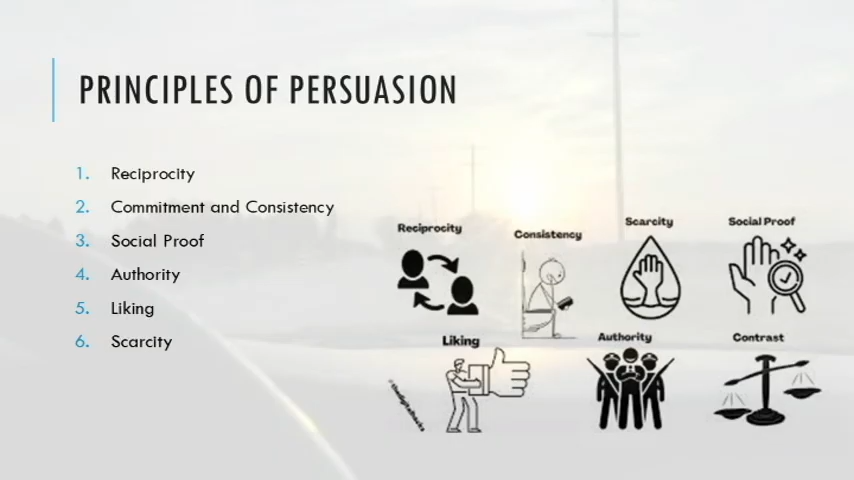 PRINCIPLES OF PERSUASION
1. Reciprocity
2. Commitment and Consistency
3. Social Proof
4. Authority
5. Liking
6. Scarcity
Reciprocity
Consistency
Scarcity
Social Proof
Liking
Authority
Contrast